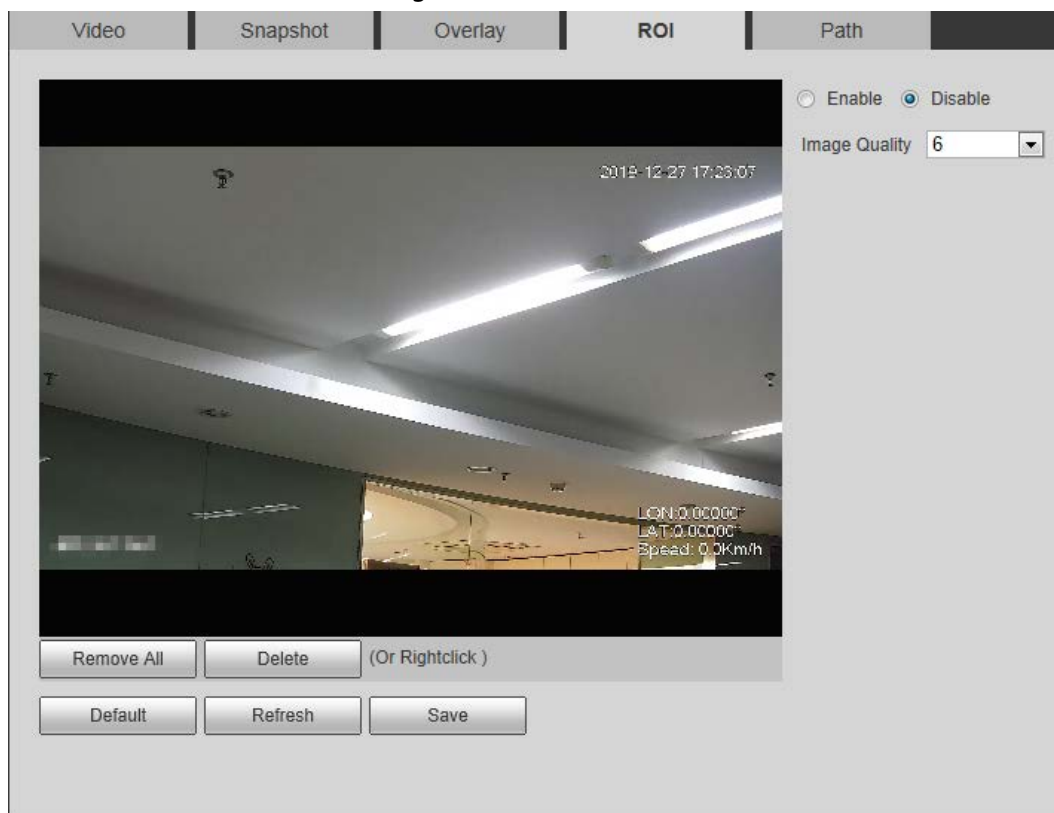 Video Snapshot Overlay ROI Path
Enable Disable
Image Quality 6
2019-12-27 17:23:07
LON:0.00000°
LAT:0.00000°
Speed: 0.0Km/h
Remove All Delete (Or Rightclick )
Default Refresh Save